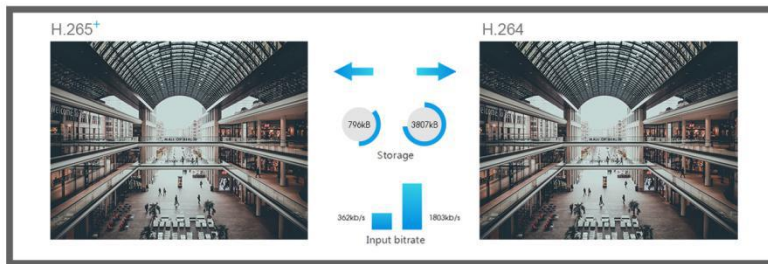 H.265+
H.264
796kB
3807kB
Storage
362kb/s
1803kb/s
Input bitrate